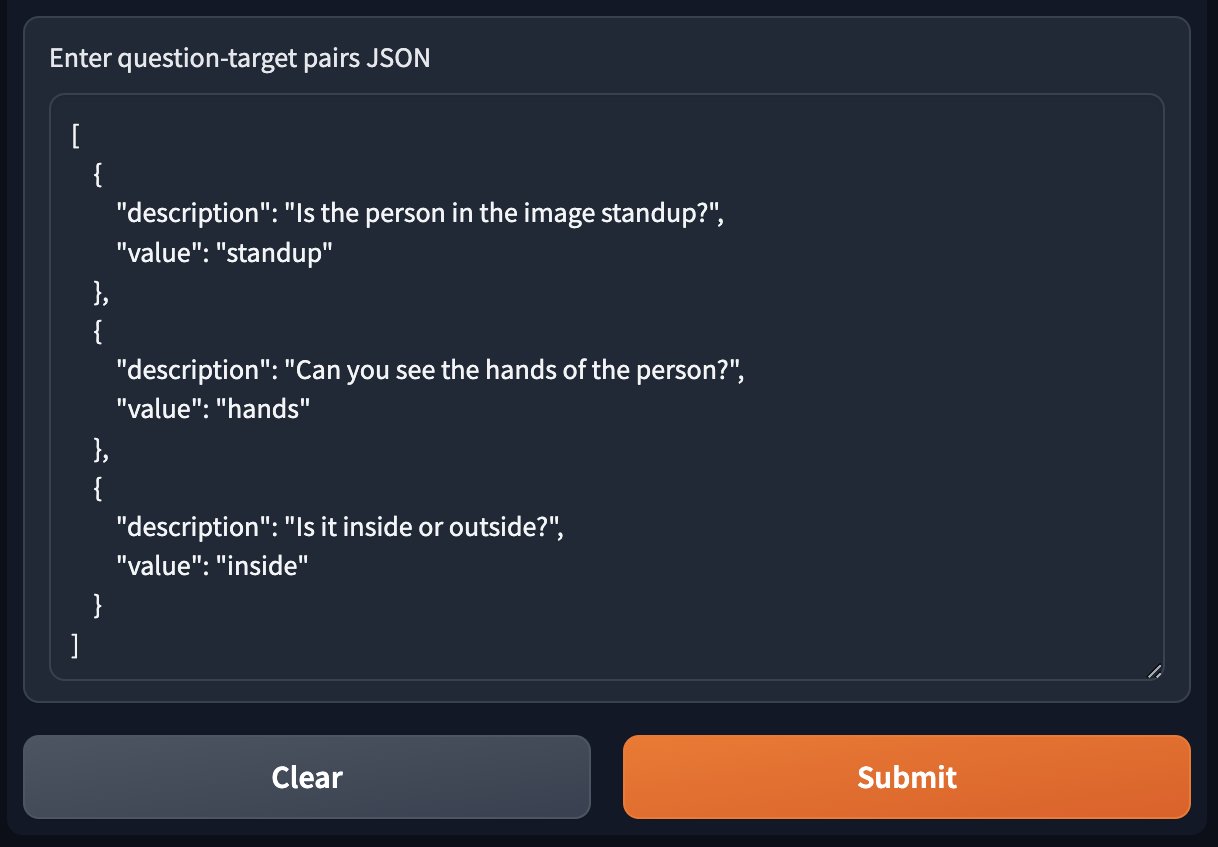 Enter question-target pairs JSON
[
{
"description": "Is the person in the image standup?",
"value": "standup"
},
{
"description": "Can you see the hands of the person?",
"value": "hands"
},
{
"description": "Is it inside or outside?",
"value": "inside"
}
]
Clear
Submit